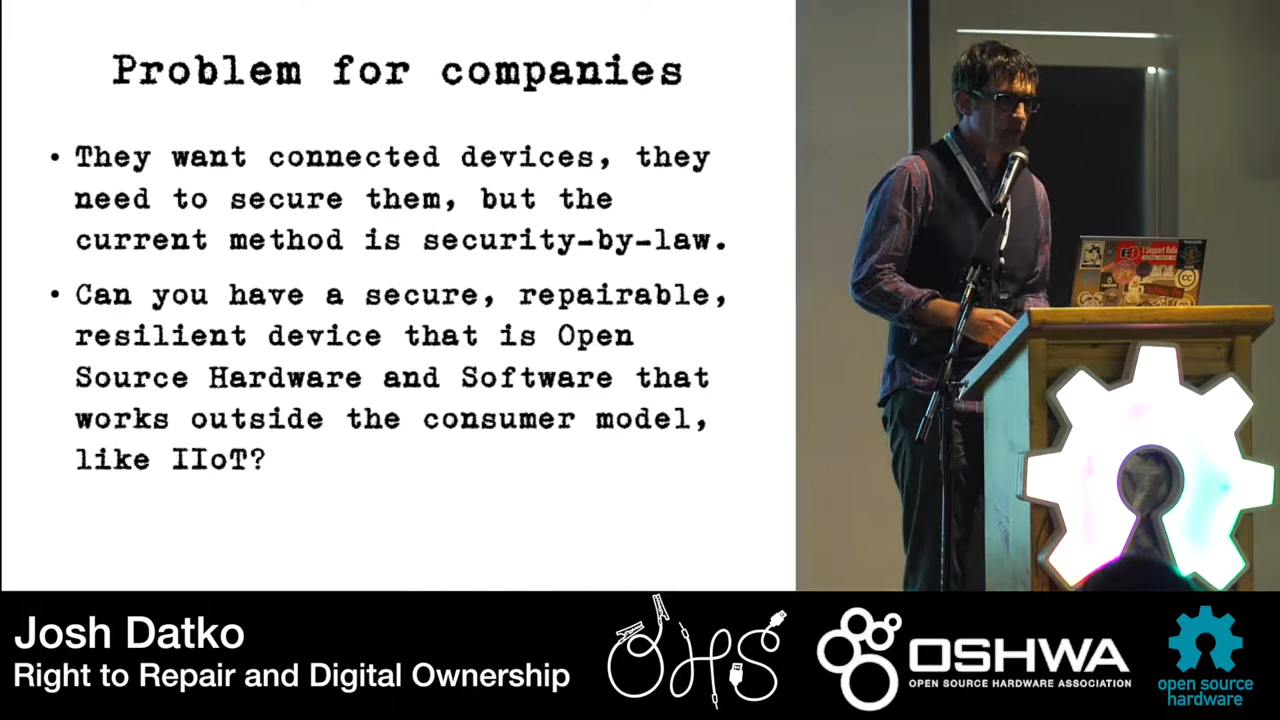 Problem for companies
• They want connected devices, they
need to secure them, but the
current method is security-by-law.
• Can you have a secure, repairable,
resilient device that is Open
Source Hardware and Software that
works outside the consumer model,
like IIoT?
Josh Datko
Right to Repair and Digital Ownership
OHS
OSHWA
OPEN SOURCE HARDWARE ASSOCIATION
open source
hardware